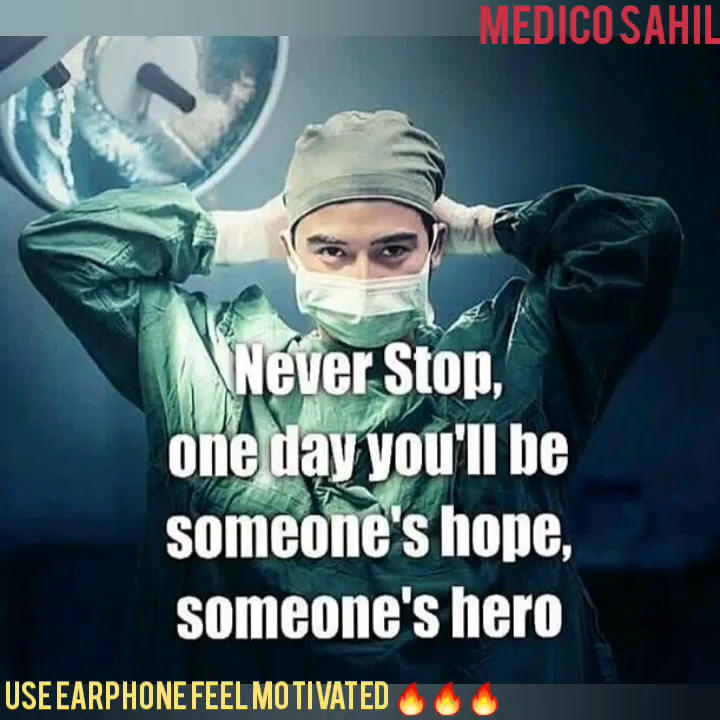 MEDICO SAHIL
Never Stop,
one day you'll be
someone's hope,
someone's hero
USE EARPHONE FEEL MOTIVATED 🔥🔥🔥